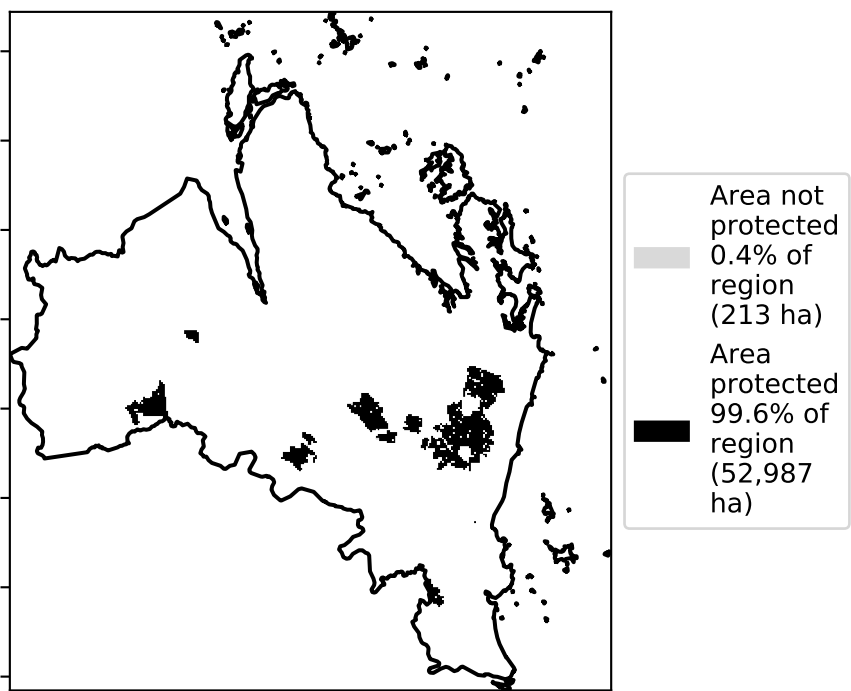 Area not
protected
0.4% of
region
(213 ha)
Area
protected
99.6% of
region
(52,987
ha)